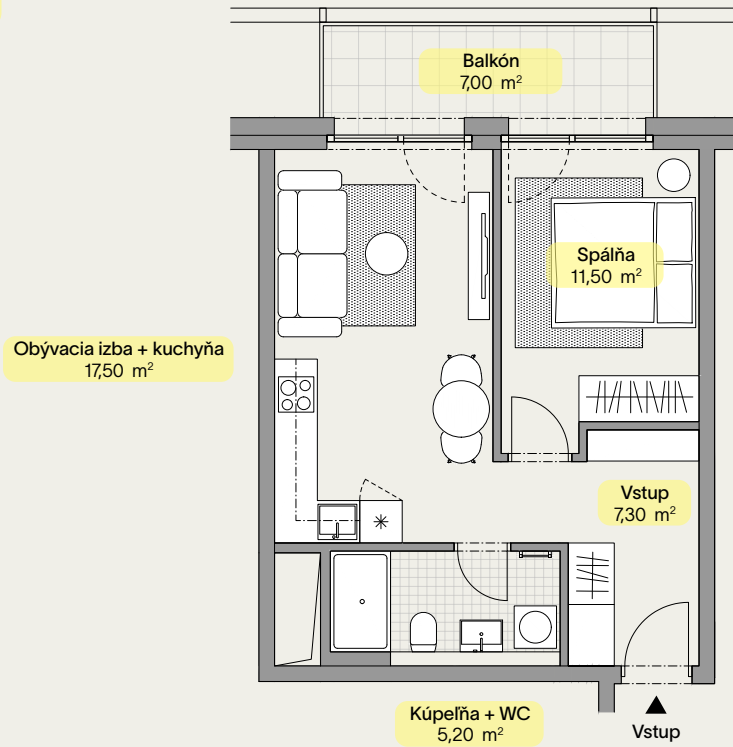 Balkón
7,00 m²
Spálňa
11,50 m²
Obývacia izba + kuchyňa
17,50 m²
Vstup
7,30 m²
Kúpeľňa + WC
5,20 m²
Vstup